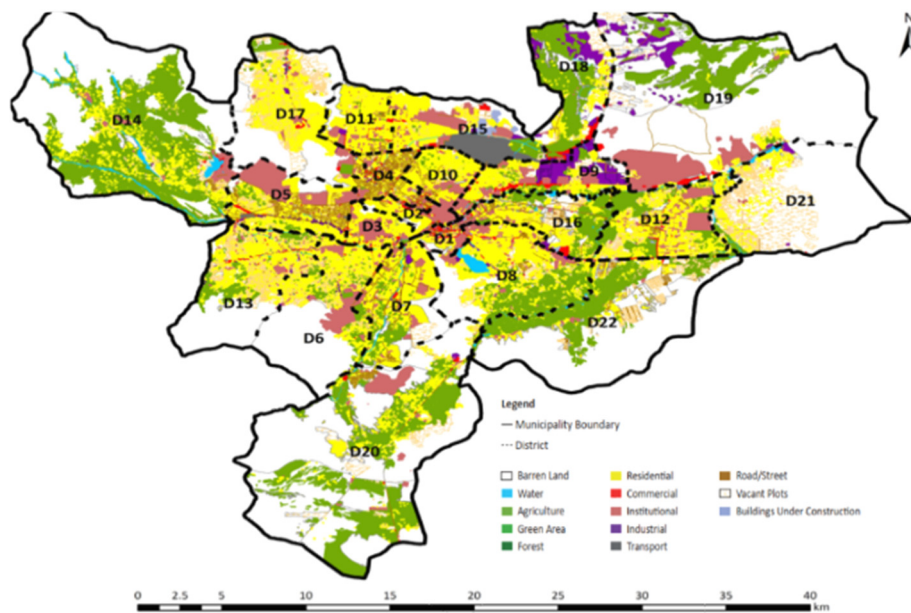 N
D18
D19
D14
D17
D11
D15
D4
D10
D9
D5
D2
D21
D3
D1
D16
D12
D8
D13
D7
D22
D6
D20
Legend
Municipality Boundary
District
Barren Land
Water
Agriculture
Green Area
Forest
Residential
Commercial
Institutional
Industrial
Transport
Road/Street
Vacant Plots
Buildings Under Construction
0 2.5 5 10 15 20 25 30 35 40
km